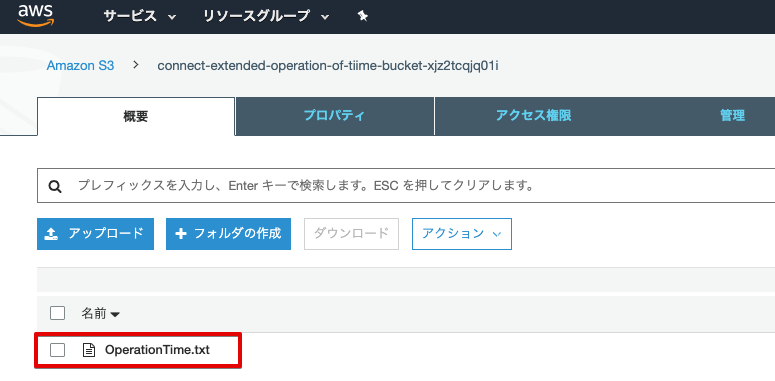 aws サービス リソースグループ
Amazon S3 > connect-extended-operation-of-tiime-bucket-xjz2tcqjq01i
概要 プロパティ アクセス権限 管理
プレフィックスを入力し、Enter キーで検索します。ESC を押してクリアします。
アップロード + フォルダの作成 ダウンロード アクション
名前
OperationTime.txt